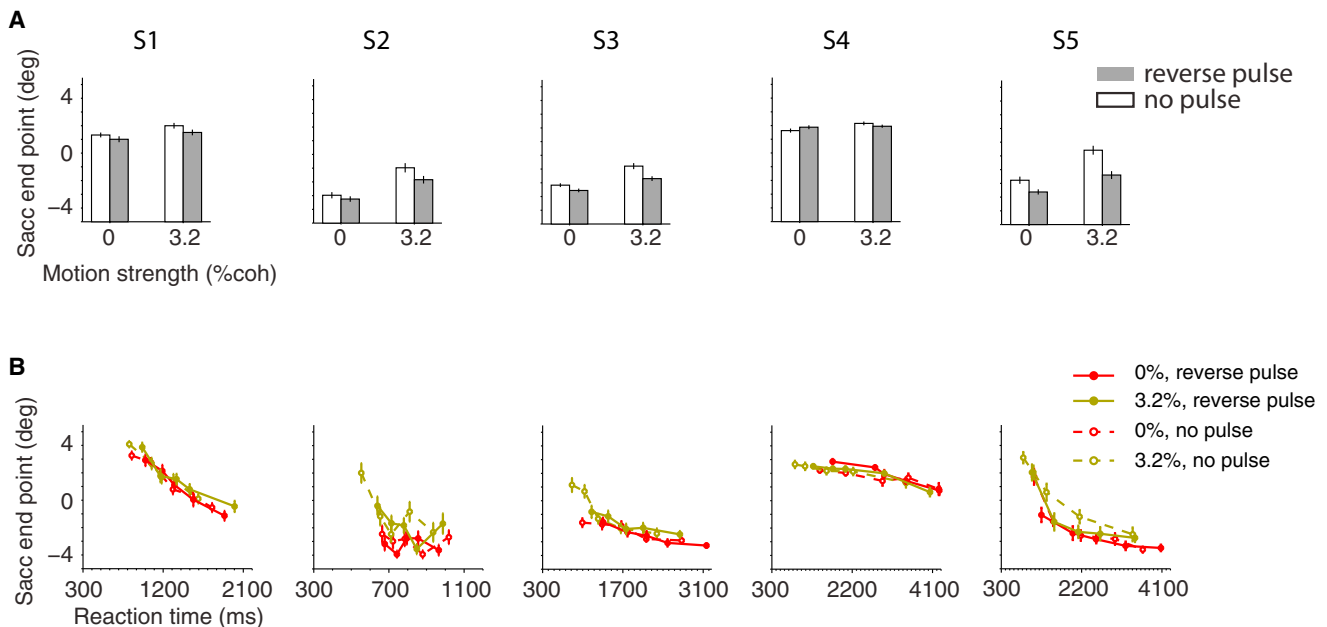 A
S1 S2 S3 S4 S5
reverse pulse
no pulse
Sacc end point (deg)
4
0
−4
0 3.2 0 3.2 0 3.2 0 3.2 0 3.2
Motion strength (%coh)
B
0%, reverse pulse
3.2%, reverse pulse
0%, no pulse
3.2%, no pulse
Sacc end point (deg)
4
0
−4
300 1200 2100 300 700 1100 300 1700 3100 300 2200 4100 300 2200 4100
Reaction time (ms)